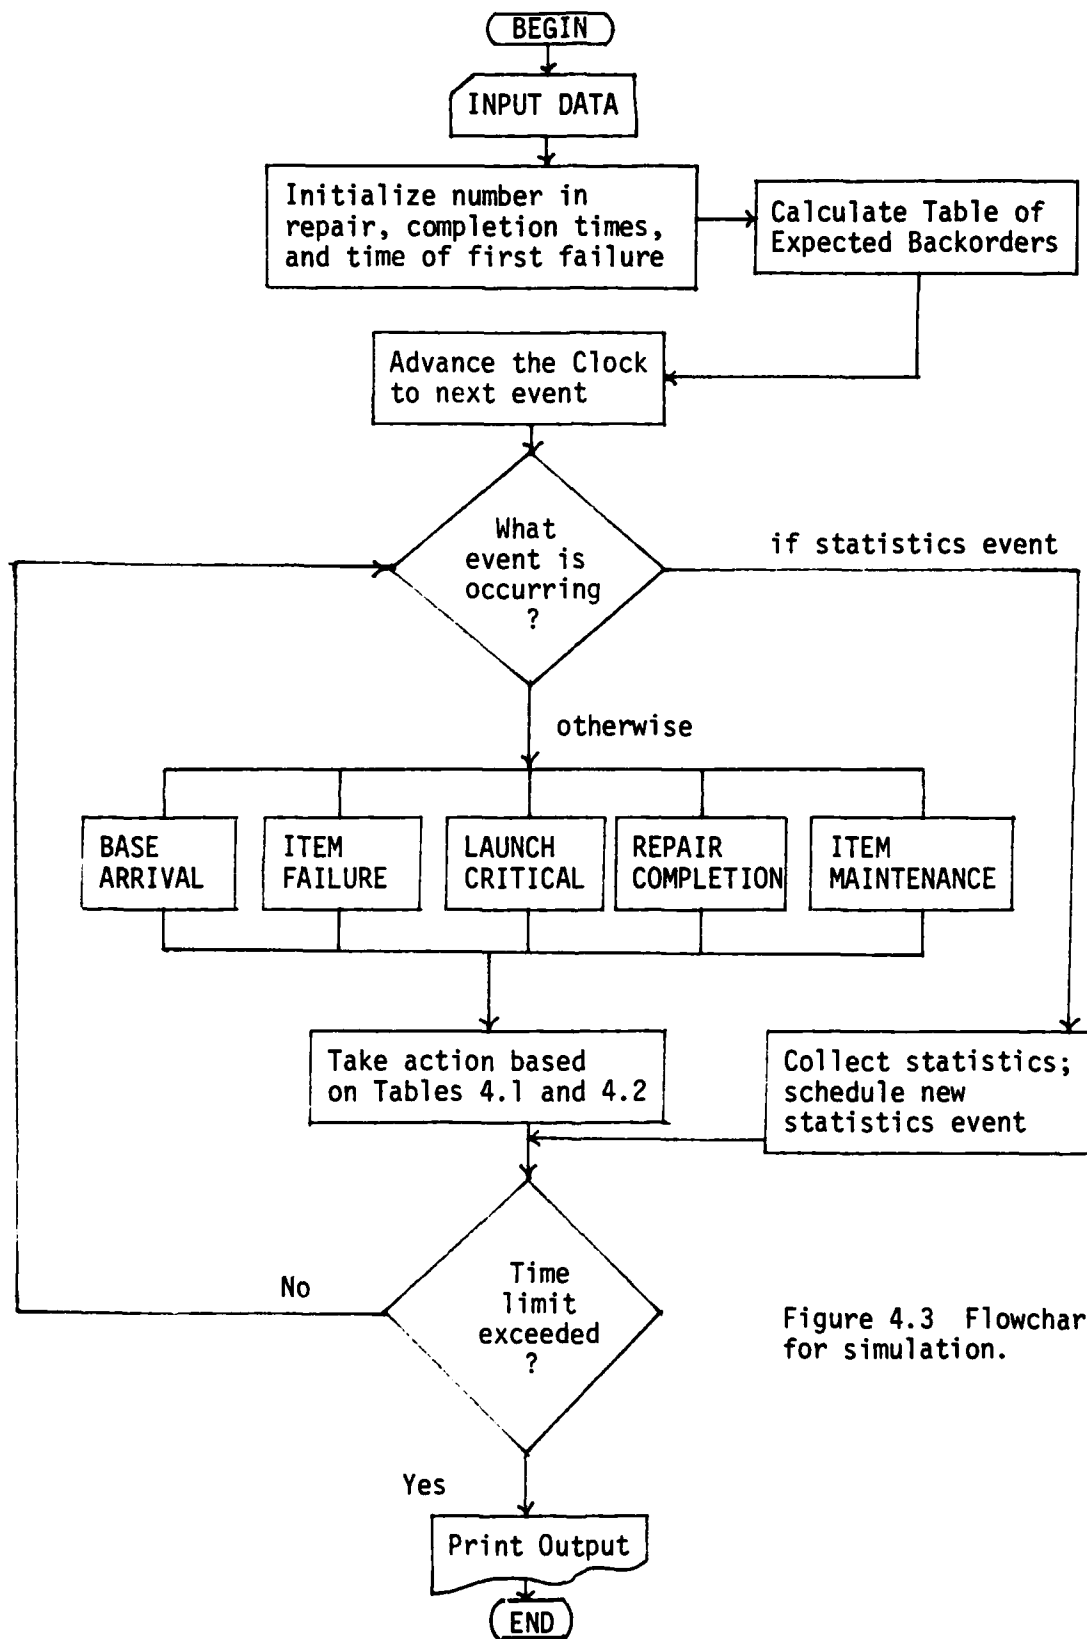 BEGIN
INPUT DATA
Initialize number in
repair, completion times,
and time of first failure
Calculate Table of
Expected Backorders
Advance the Clock
to next event
What
event is
occurring
?
if statistics event
otherwise
BASE
ARRIVAL
ITEM
FAILURE
LAUNCH
CRITICAL
REPAIR
COMPLETION
ITEM
MAINTENANCE
Take action based
on Tables 4.1 and 4.2
Collect statistics;
schedule new
statistics event
Time
limit
exceeded
?
No
Figure 4.3 Flowchar
for simulation.
Yes
Print Output
END